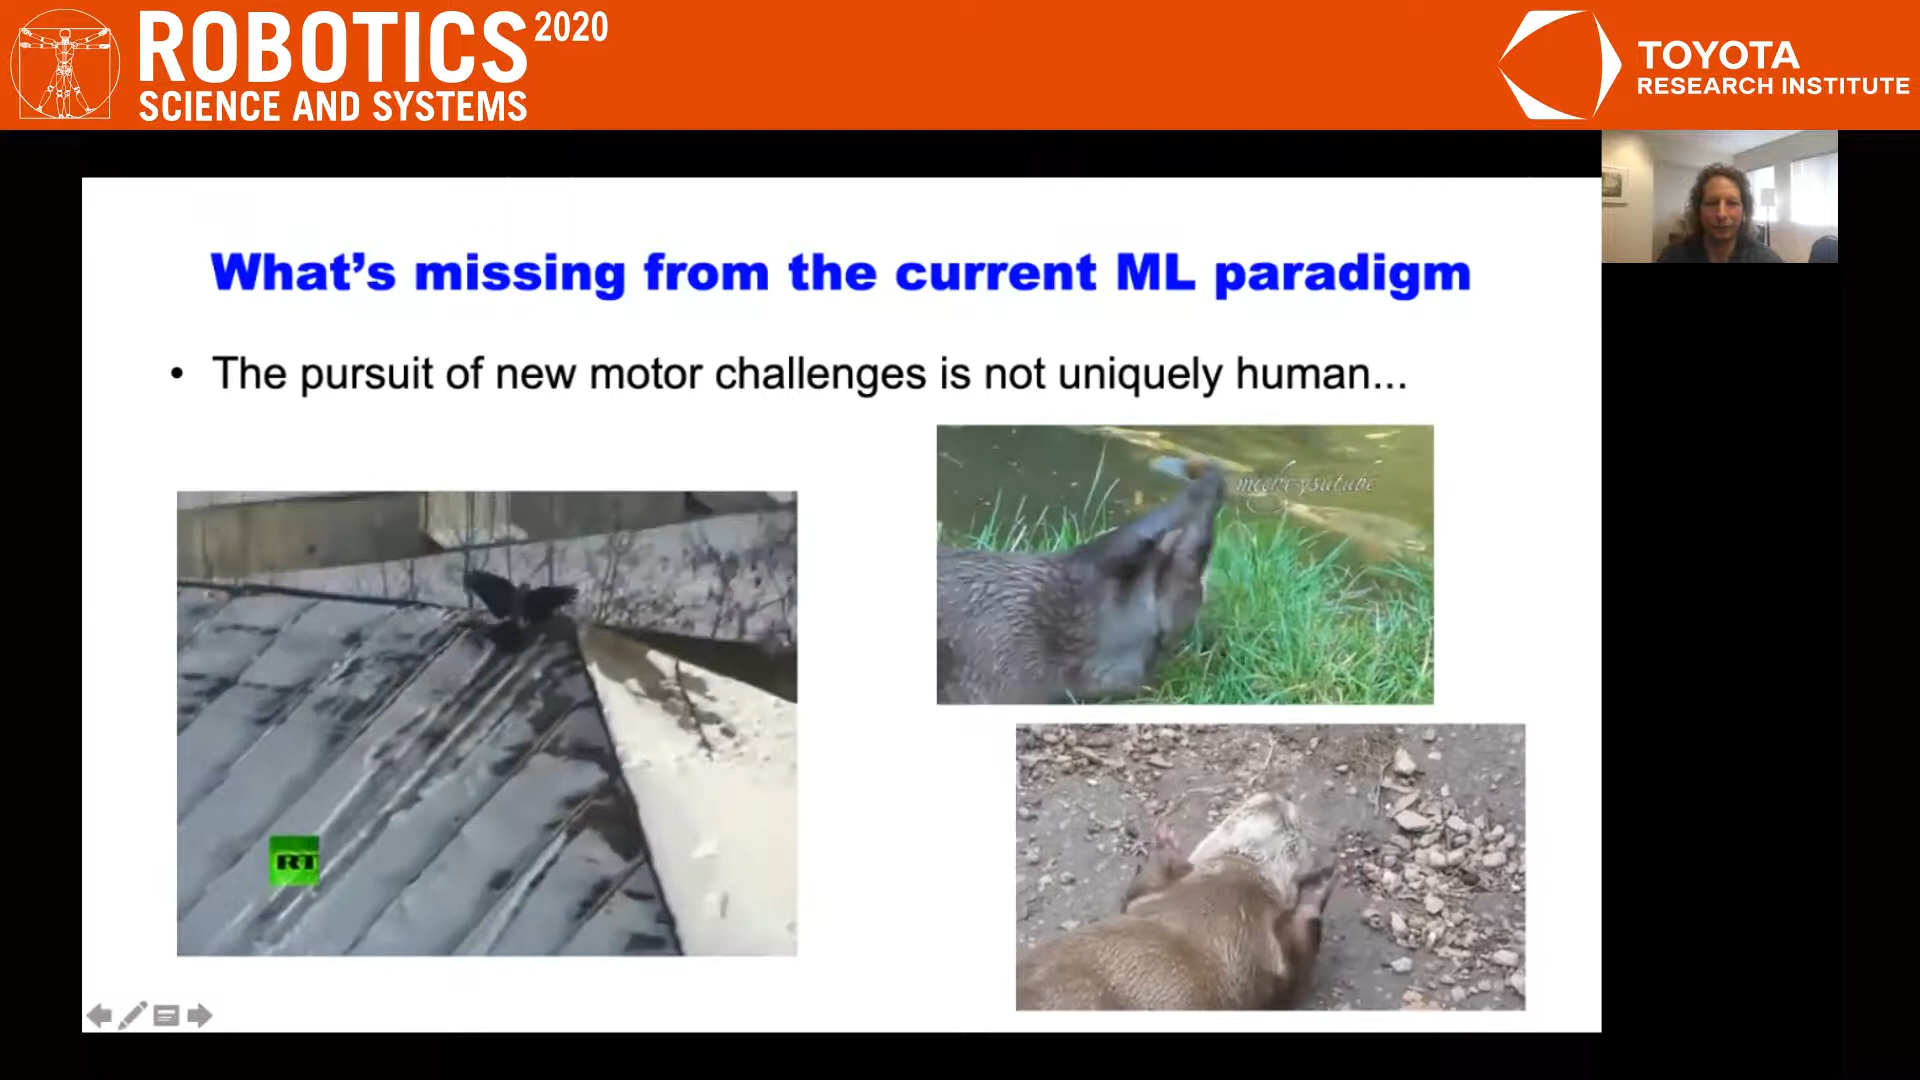 ROBOTICS 2020
SCIENCE AND SYSTEMS
TOYOTA
RESEARCH INSTITUTE
What's missing from the current ML paradigm
• The pursuit of new motor challenges is not uniquely human...
RT